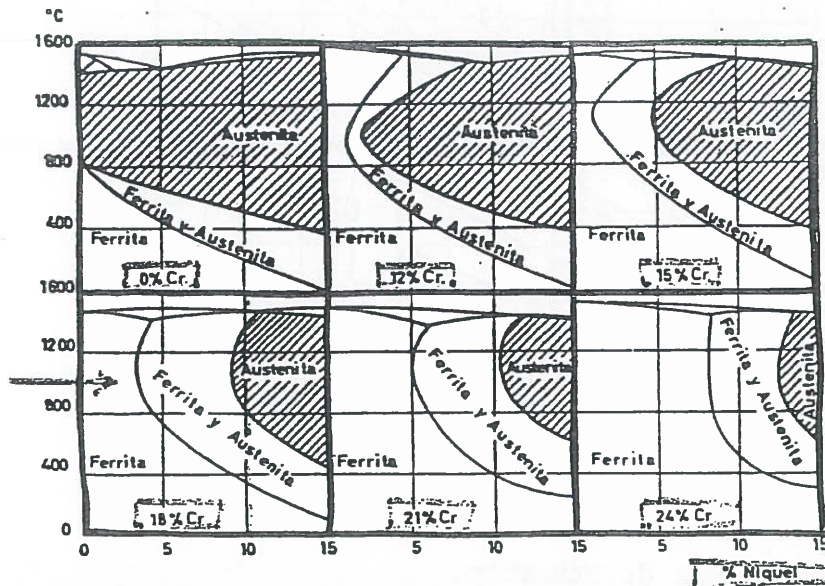 °C
1600
1200
800
400
1600
1200
800
400
0
Austenita
Ferrita y Austenita
Ferrita
0% Cr.
Austenita
Ferrita y Austenita
Ferrita
12% Cr.
Austenita
Ferrita y Austenita
Ferrita
15% Cr.
Austenita
Ferrita y Austenita
Ferrita
18% Cr
Austenita
Ferrita y Austenita
Ferrita
21% Cr
Austenita
Ferrita y Austenita
Ferrita
24% Cr
0 5 10 15 5 10 15 5 10 15
% Niquel